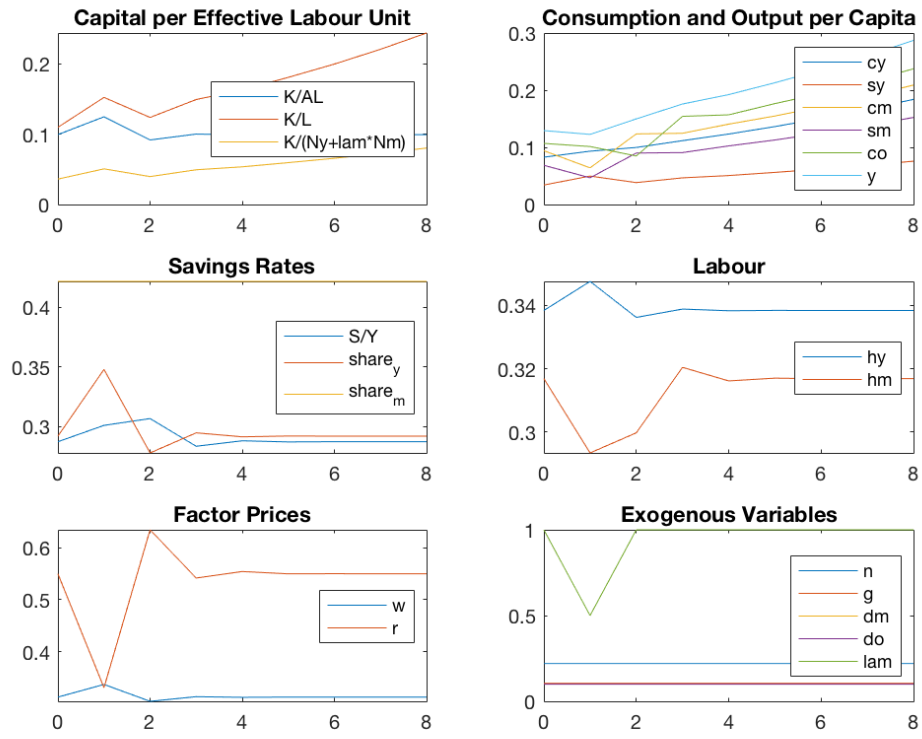 Capital per Effective Labour Unit
0.2
0.1
0
0
2
4
6
8
K/AL
K/L
K/(Ny+lam*Nm)
Consumption and Output per Capita
0.3
0.2
0.1
0
0
2
4
6
8
cy
sy
cm
sm
co
y
Savings Rates
0.4
0.35
0.3
0
2
4
6
8
S/Y
share_y
share_m
Labour
0.34
0.32
0.3
0
2
4
6
8
hy
hm
Factor Prices
0.6
0.5
0.4
0
2
4
6
8
w
r
Exogenous Variables
1
0.5
0
0
2
4
6
8
n
g
dm
do
lam